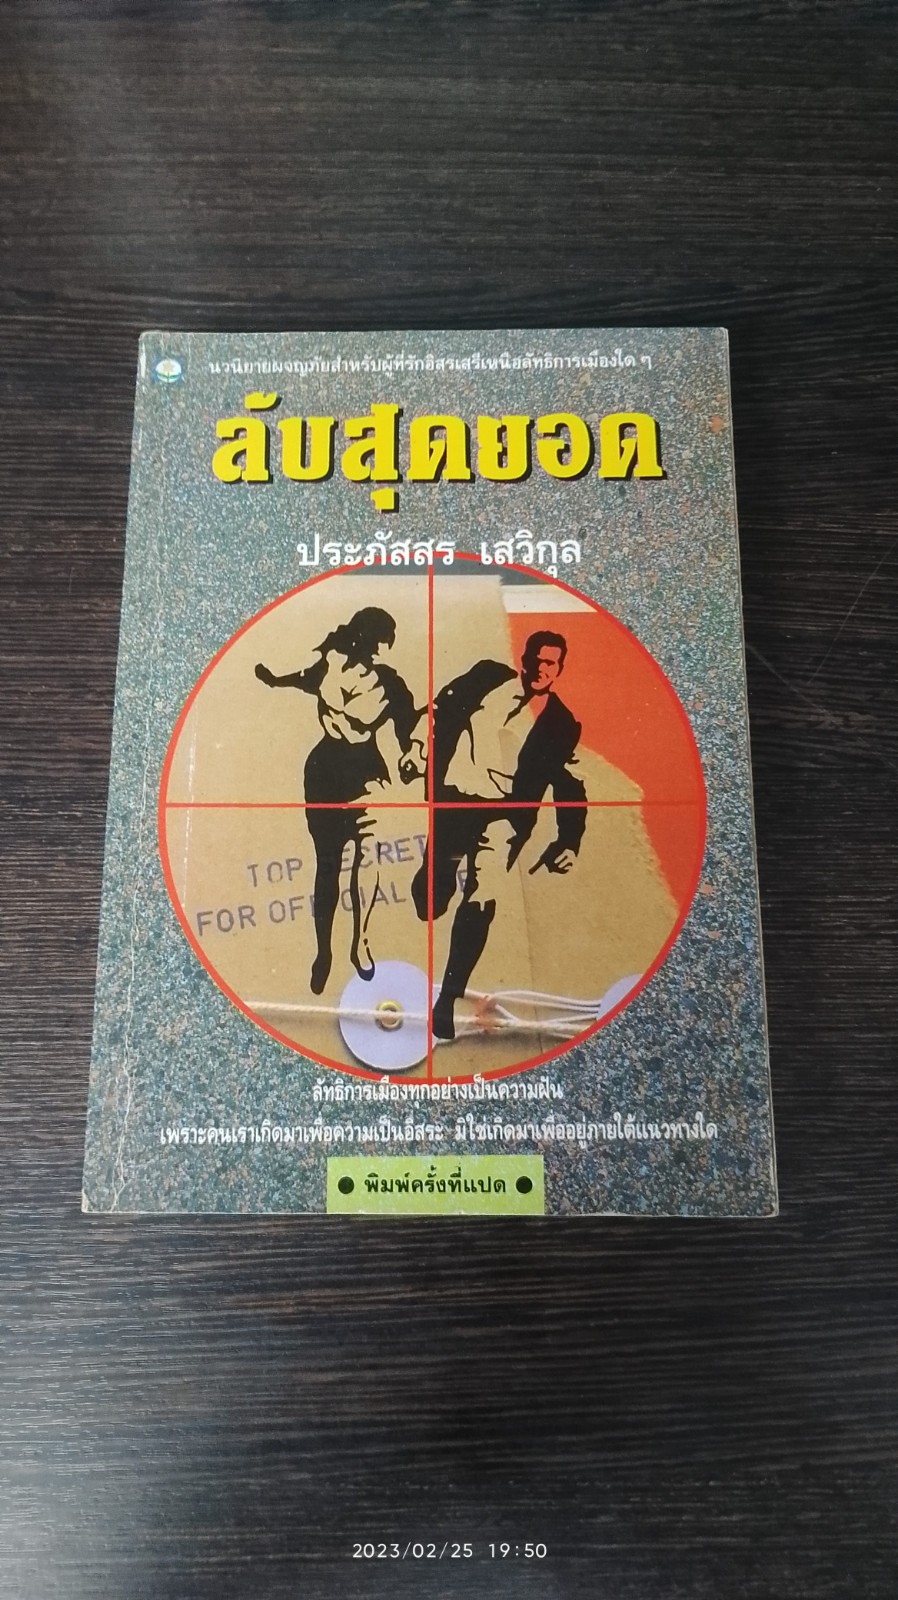 นวนิยายผจญภัยสำหรับผู้ที่รักอิสรเสรีเหนือลัทธิการเมืองใด ๆ
ลับสุดยอด
ประภัสสร เสวิกุล
TOP SECRET
FOR OFFICIAL
ลัทธิการเมืองทุกอย่างเป็นความฝัน
เพราะคนเราเกิดมาเพื่อความเป็นอิสระ มิใช่เกิดมาเพื่ออยู่ภายใต้แนวทางใด
● พิมพ์ครั้งที่แปด ●
2023/02/25 19:50